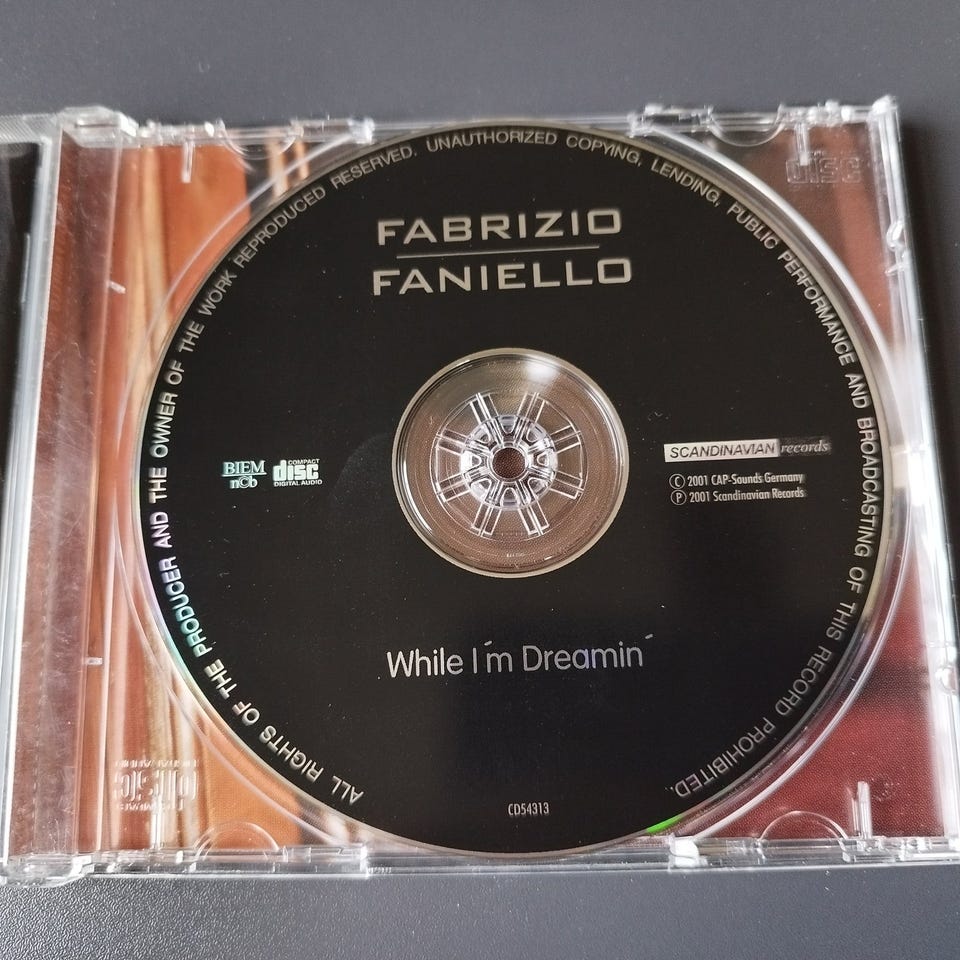 FABRIZIO
FANIELLO
BIEM
n©b
COMPACT
disc
DIGITAL AUDIO
SCANDINAVIAN records
© 2001 CAP-Sounds Germany
℗ 2001 Scandinavian Records
While I´m Dreamin´
CD54313
ALL RIGHTS OF THE PRODUCER AND THE OWNER OF THE WORK REPRODUCED RESERVED. UNAUTHORIZED COPYING, LENDING, PUBLIC PERFORMANCE AND BROADCASTING OF THIS RECORD PROHIBITED.
disc
disc